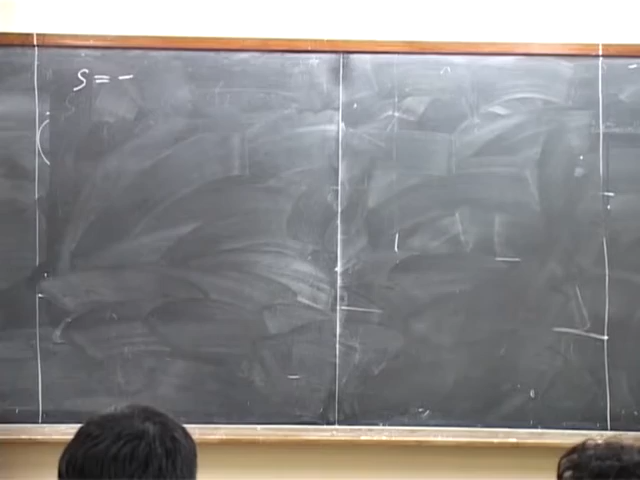 S = -